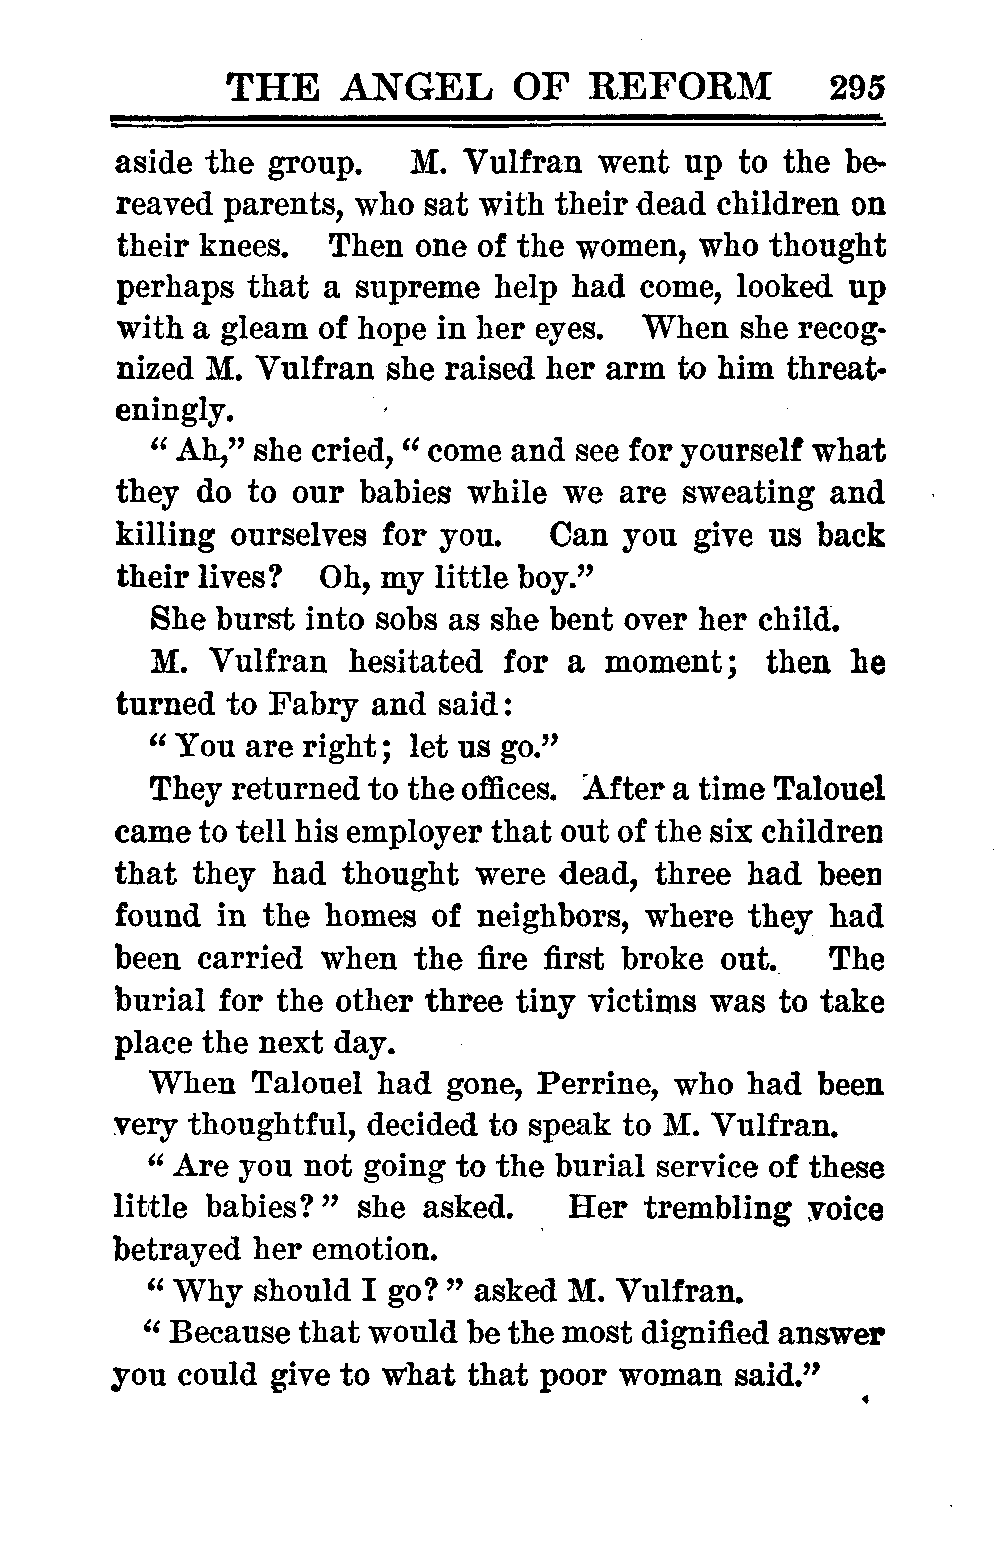 THE ANGEL OF REFORM 295
aside the group. M. Vulfran went up to the be-
reaved parents, who sat with their dead children on
their knees. Then one of the women, who thought
perhaps that a supreme help had come, looked up
with a gleam of hope in her eyes. When she recog-
nized M. Vulfran she raised her arm to him threat-
eningly.
" Ah," she cried, " come and see for yourself what
they do to our babies while we are sweating and
killing ourselves for you. Can you give us back
their lives? Oh, my little boy."
She burst into sobs as she bent over her child.
M. Vulfran hesitated for a moment; then he
turned to Fabry and said:
" You are right; let us go."
They returned to the offices. After a time Talouel
came to tell his employer that out of the six children
that they had thought were dead, three had been
found in the homes of neighbors, where they had
been carried when the fire first broke out. The
burial for the other three tiny victims was to take
place the next day.
When Talouel had gone, Perrine, who had been
very thoughtful, decided to speak to M. Vulfran.
" Are you not going to the burial service of these
little babies? " she asked. Her trembling voice
betrayed her emotion.
" Why should I go? " asked M. Vulfran.
" Because that would be the most dignified answer
you could give to what that poor woman said."